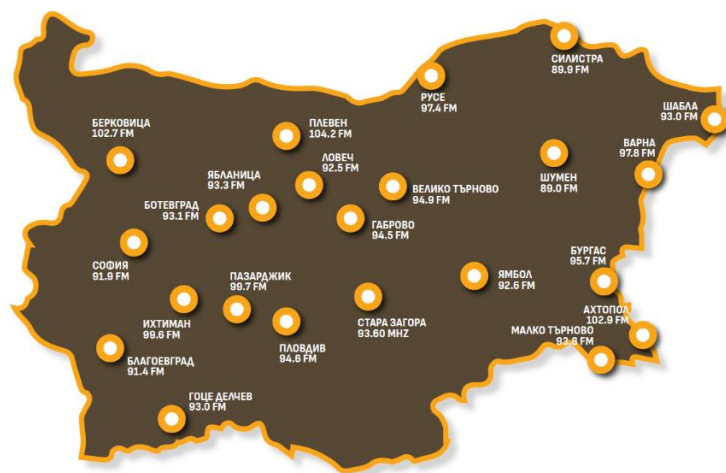 СИЛИСТРА
89.9 FM
РУСЕ
97.4 FM
ШАБЛА
93.0 FM
БЕРКОВИЦА
102.7 FM
ПЛЕВЕН
104.2 FM
ВАРНА
97.8 FM
ЛОВЕЧ
92.5 FM
ЯБЛАНИЦА
93.3 FM
ШУМЕН
89.0 FM
ВЕЛИКО ТЪРНОВО
94.9 FM
БОТЕВГРАД
93.1 FM
ГАБРОВО
94.5 FM
СОФИЯ
91.9 FM
БУРГАС
95.7 FM
ПАЗАРДЖИК
99.7 FM
ЯМБОЛ
92.6 FM
ИХТИМАН
99.6 FM
СТАРА ЗАГОРА
93.60 MHZ
АХТОПОЛ
102.9 FM
МАЛКО ТЪРНОВО
93.8 FM
ПЛОВДИВ
94.6 FM
БЛАГОЕВГРАД
91.4 FM
ГОЦЕ ДЕЛЧЕВ
93.0 FM